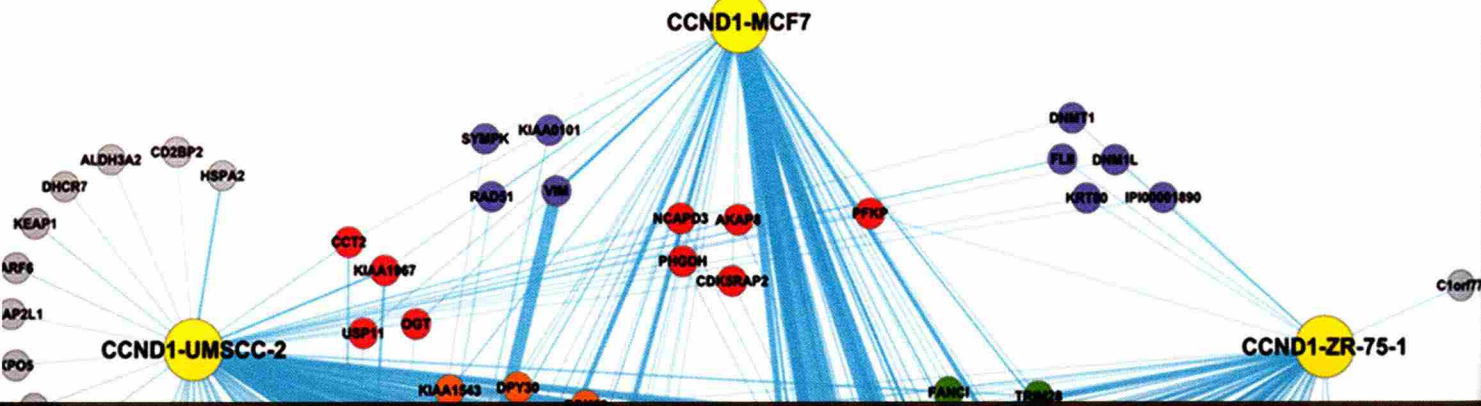 CCND1-MCF7
DNMT1
SYMPK
KIAA0101
CD2BP2
ALDH3A2
FLII
DNM1L
HSPA2
DHCR7
RAD51
VIM
KRT80
IPI00001890
KEAP1
NCAPD3
AKAP8
PFKP
CCT2
PHGDH
ARF6
KIAA1967
CDK5RAP2
C1orf77
AP2L1
OGT
USP11
CCND1-UMSCC-2
CCND1-ZR-75-1
XPO5
KIAA1543
DPY30
FANCI
TRIM28